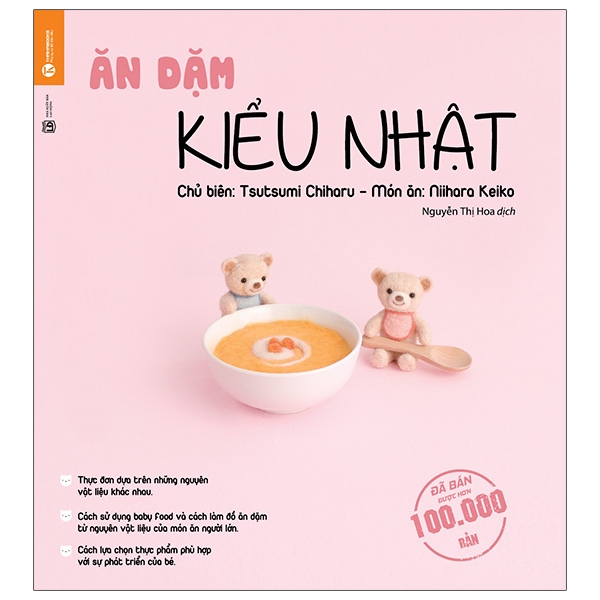 THAIHABOOKS
ĂN DẶM
KIỂU NHẬT
Chủ biên: Tsutsumi Chiharu – Món ăn: Niihara Keiko
Nguyễn Thị Hoa dịch
Thực đơn dựa trên những nguyên
vật liệu khác nhau.
Cách sử dụng baby food và cách làm đồ ăn dặm
từ nguyên vật liệu của món ăn người lớn.
Cách lựa chọn thực phẩm phù hợp
với sự phát triển của bé.
ĐÃ BÁN
ĐƯỢC HƠN
100.000
BẢN